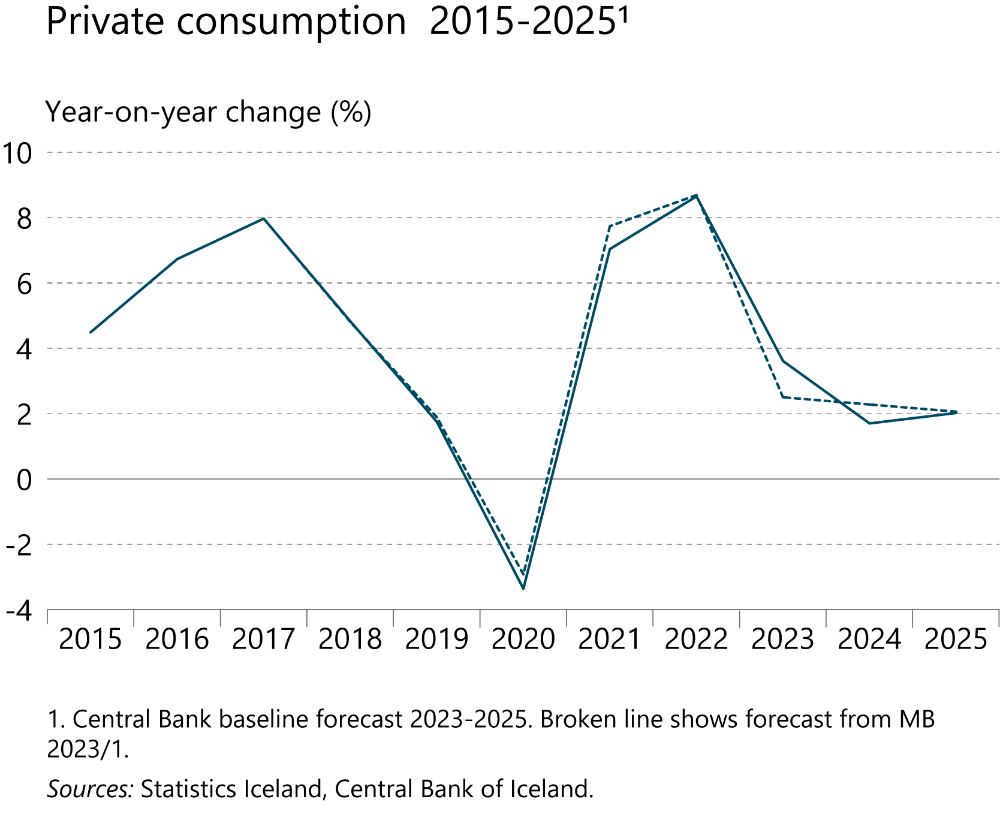 Private consumption 2015-2025¹
Year-on-year change (%)
10
8
6
4
2
0
-2
-4
2015 2016 2017 2018 2019 2020 2021 2022 2023 2024 2025
1. Central Bank baseline forecast 2023-2025. Broken line shows forecast from MB
2023/1.
Sources: Statistics Iceland, Central Bank of Iceland.